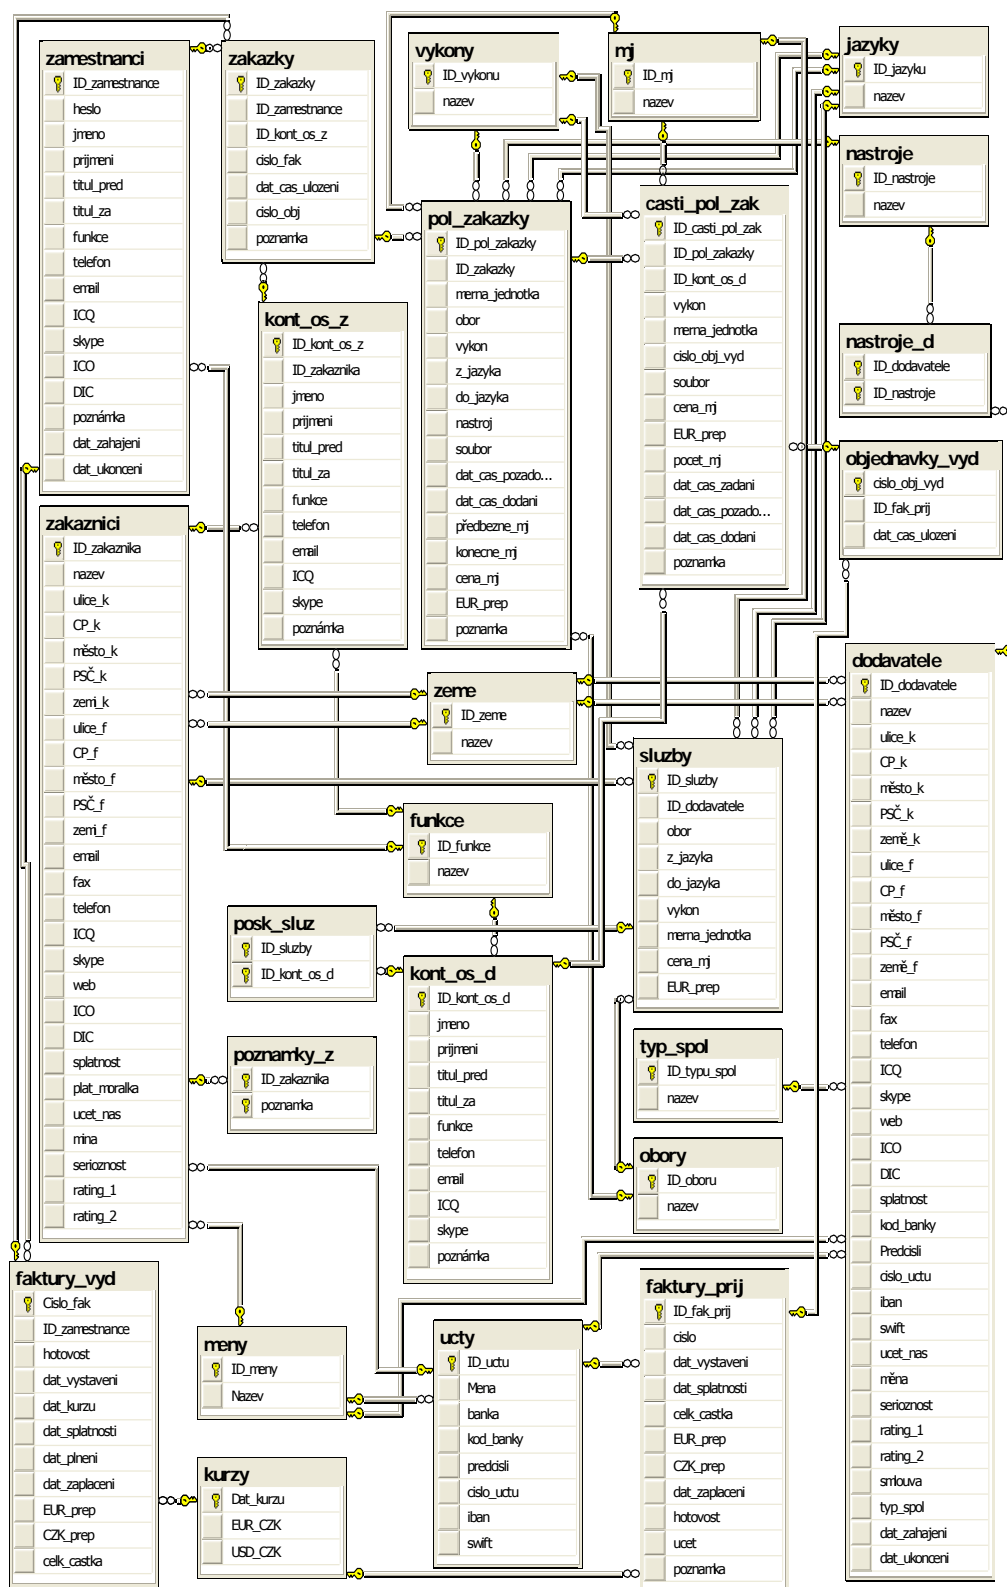 zamestnanci
ID_zamestnance
heslo
jmeno
prijmeni
titul_pred
titul_za
funkce
telefon
email
ICQ
skype
ICO
DIC
poznámka
dat_zahajeni
dat_ukonceni
zakazky
ID_zakazky
ID_zamestnance
ID_kont_os_z
cislo_fak
dat_cas_ulozeni
cislo_obj
poznamka
vykony
ID_vykonu
nazev
mj
ID_mj
nazev
jazyky
ID_jazyku
nazev
nastroje
ID_nastroje
nazev
pol_zakazky
ID_pol_zakazky
ID_zakazky
merna_jednotka
obor
vykon
z_jazyka
do_jazyka
nastroj
soubor
dat_cas_pozado...
dat_cas_dodani
předbezne_mj
konecne_mj
cena_mj
EUR_prep
poznamka
casti_pol_zak
ID_casti_pol_zak
ID_pol_zakazky
ID_kont_os_d
vykon
merna_jednotka
cislo_obj_vyd
soubor
cena_mj
EUR_prep
pocet_mj
dat_cas_zadani
dat_cas_pozado...
dat_cas_dodani
poznamka
nastroje_d
ID_dodavatele
ID_nastroje
objednavky_vyd
cislo_obj_vyd
ID_fak_prij
dat_cas_ulozeni
kont_os_z
ID_kont_os_z
ID_zakaznika
jmeno
prijmeni
titul_pred
titul_za
funkce
telefon
email
ICQ
skype
poznámka
zakaznici
ID_zakaznika
nazev
ulice_k
CP_k
město_k
PSČ_k
zemi_k
ulice_f
CP_f
město_f
PSČ_f
zemi_f
email
fax
telefon
ICQ
skype
web
ICO
DIC
splatnost
plat_moralka
ucet_nas
mina
serioznost
rating_1
rating_2
zeme
ID_zeme
nazev
funkce
ID_funkce
nazev
sluzby
ID_sluzby
ID_dodavatele
obor
z_jazyka
do_jazyka
vykon
merna_jednotka
cena_mj
EUR_prep
dodavatele
ID_dodavatele
nazev
ulice_k
CP_k
město_k
PSČ_k
země_k
ulice_f
CP_f
město_f
PSČ_f
země_f
email
fax
telefon
ICQ
skype
web
ICO
DIC
splatnost
kod_banky
Predcisli
cislo_uctu
iban
swift
ucet_nas
měna
serioznost
rating_1
rating_2
smlouva
typ_spol
dat_zahajeni
dat_ukonceni
posk_sluz
ID_sluzby
ID_kont_os_d
kont_os_d
ID_kont_os_d
jmeno
prijmeni
titul_pred
titul_za
funkce
telefon
email
ICQ
skype
poznámka
poznamky_z
ID_zakaznika
poznamka
typ_spol
ID_typu_spol
nazev
obory
ID_oboru
nazev
faktury_vyd
Cislo_fak
ID_zamestnance
hotovost
dat_vystaveni
dat_kurzu
dat_splatnosti
dat_plneni
dat_zaplaceni
EUR_prep
CZK_prep
celk_castka
meny
ID_meny
Nazev
kurzy
Dat_kurzu
EUR_CZK
USD_CZK
ucty
ID_uctu
Mena
banka
kod_banky
predcisli
cislo_uctu
iban
swift
faktury_prij
ID_fak_prij
cislo
dat_vystaveni
dat_splatnosti
celk_castka
EUR_prep
CZK_prep
dat_zaplaceni
hotovost
ucet
poznamka